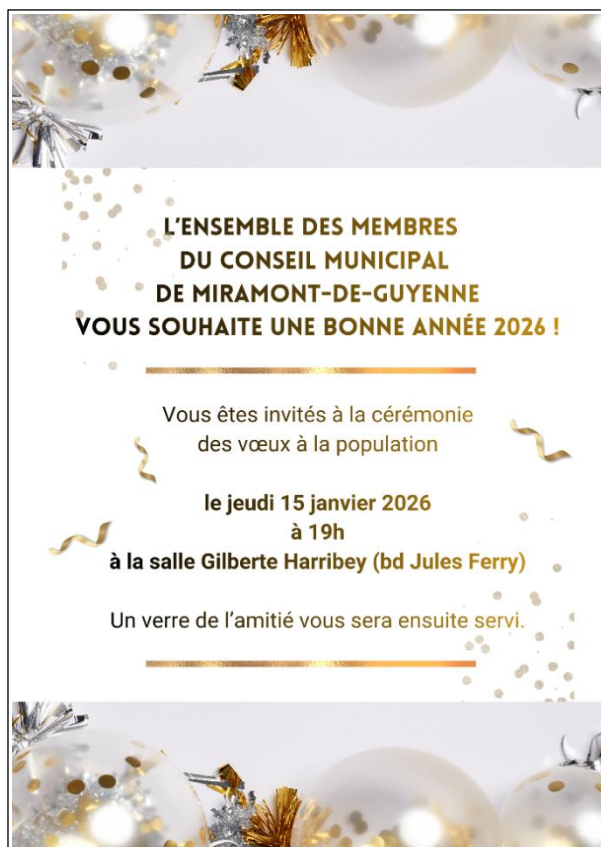 L'ENSEMBLE DES MEMBRES
DU CONSEIL MUNICIPAL
DE MIRAMONT-DE-GUYENNE
VOUS SOUHAITE UNE BONNE ANNÉE 2026 !
Vous êtes invités à la cérémonie
des vœux à la population
le jeudi 15 janvier 2026
à 19h
à la salle Gilberte Harribey (bd Jules Ferry)
Un verre de l'amitié vous sera ensuite servi.